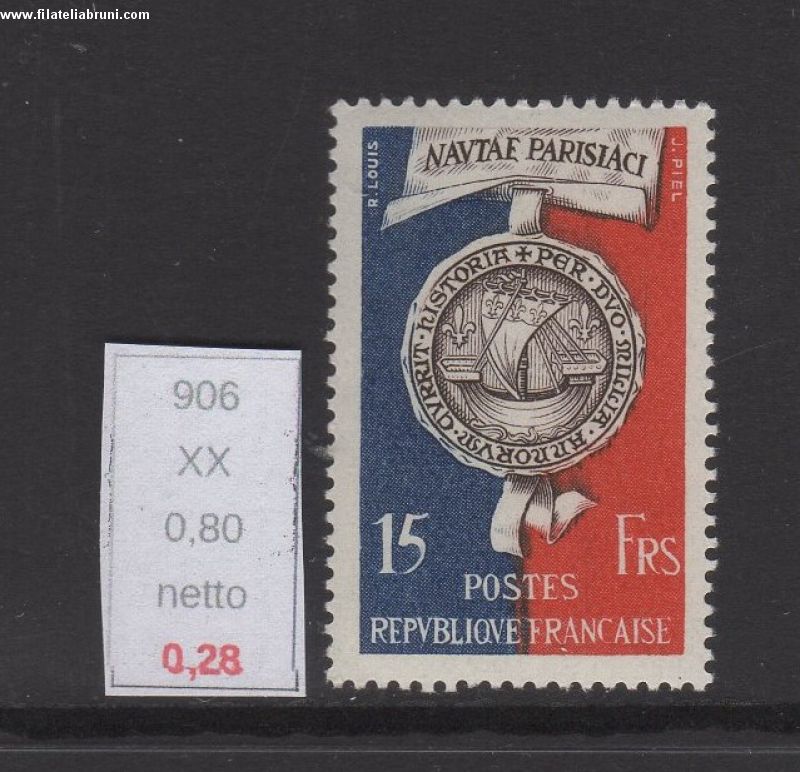 www.filateliabruni.com
NAVTAE PARISIACI
R. LOUIS
J. PIEL
HISTORIA + PER · DVO · MILLIA · ANNORVM · CVRRIT ·
15 FRS
POSTES
REPVBLIQVE FRANCAISE
906
XX
0,80
netto
0,28